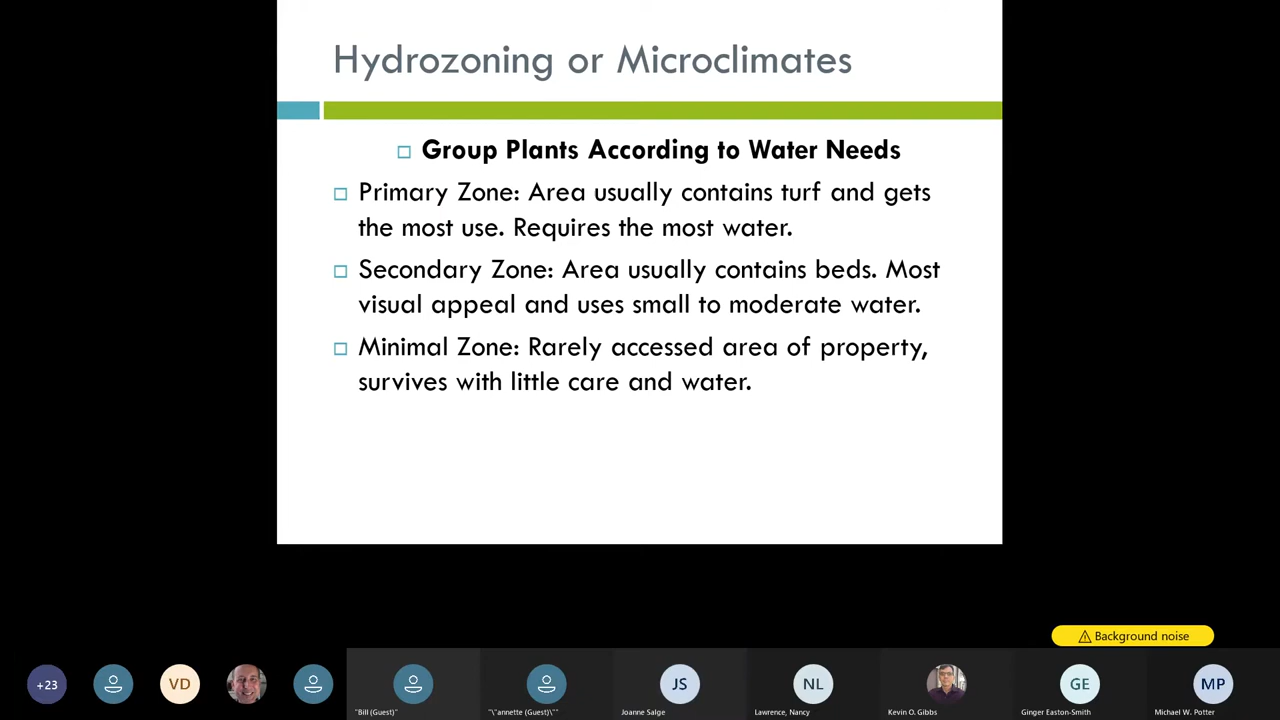 Hydrozoning or Microclimates
Group Plants According to Water Needs
Primary Zone: Area usually contains turf and gets
the most use. Requires the most water.
Secondary Zone: Area usually contains beds. Most
visual appeal and uses small to moderate water.
Minimal Zone: Rarely accessed area of property,
survives with little care and water.
Background noise
+23
VD
JS
NL
GE
MP
"Bill (Guest)"
"\"annette (Guest)\""
Joanne Salge
Lawrence, Nancy
Kevin O. Gibbs
Ginger Easton-Smith
Michael W. Potter